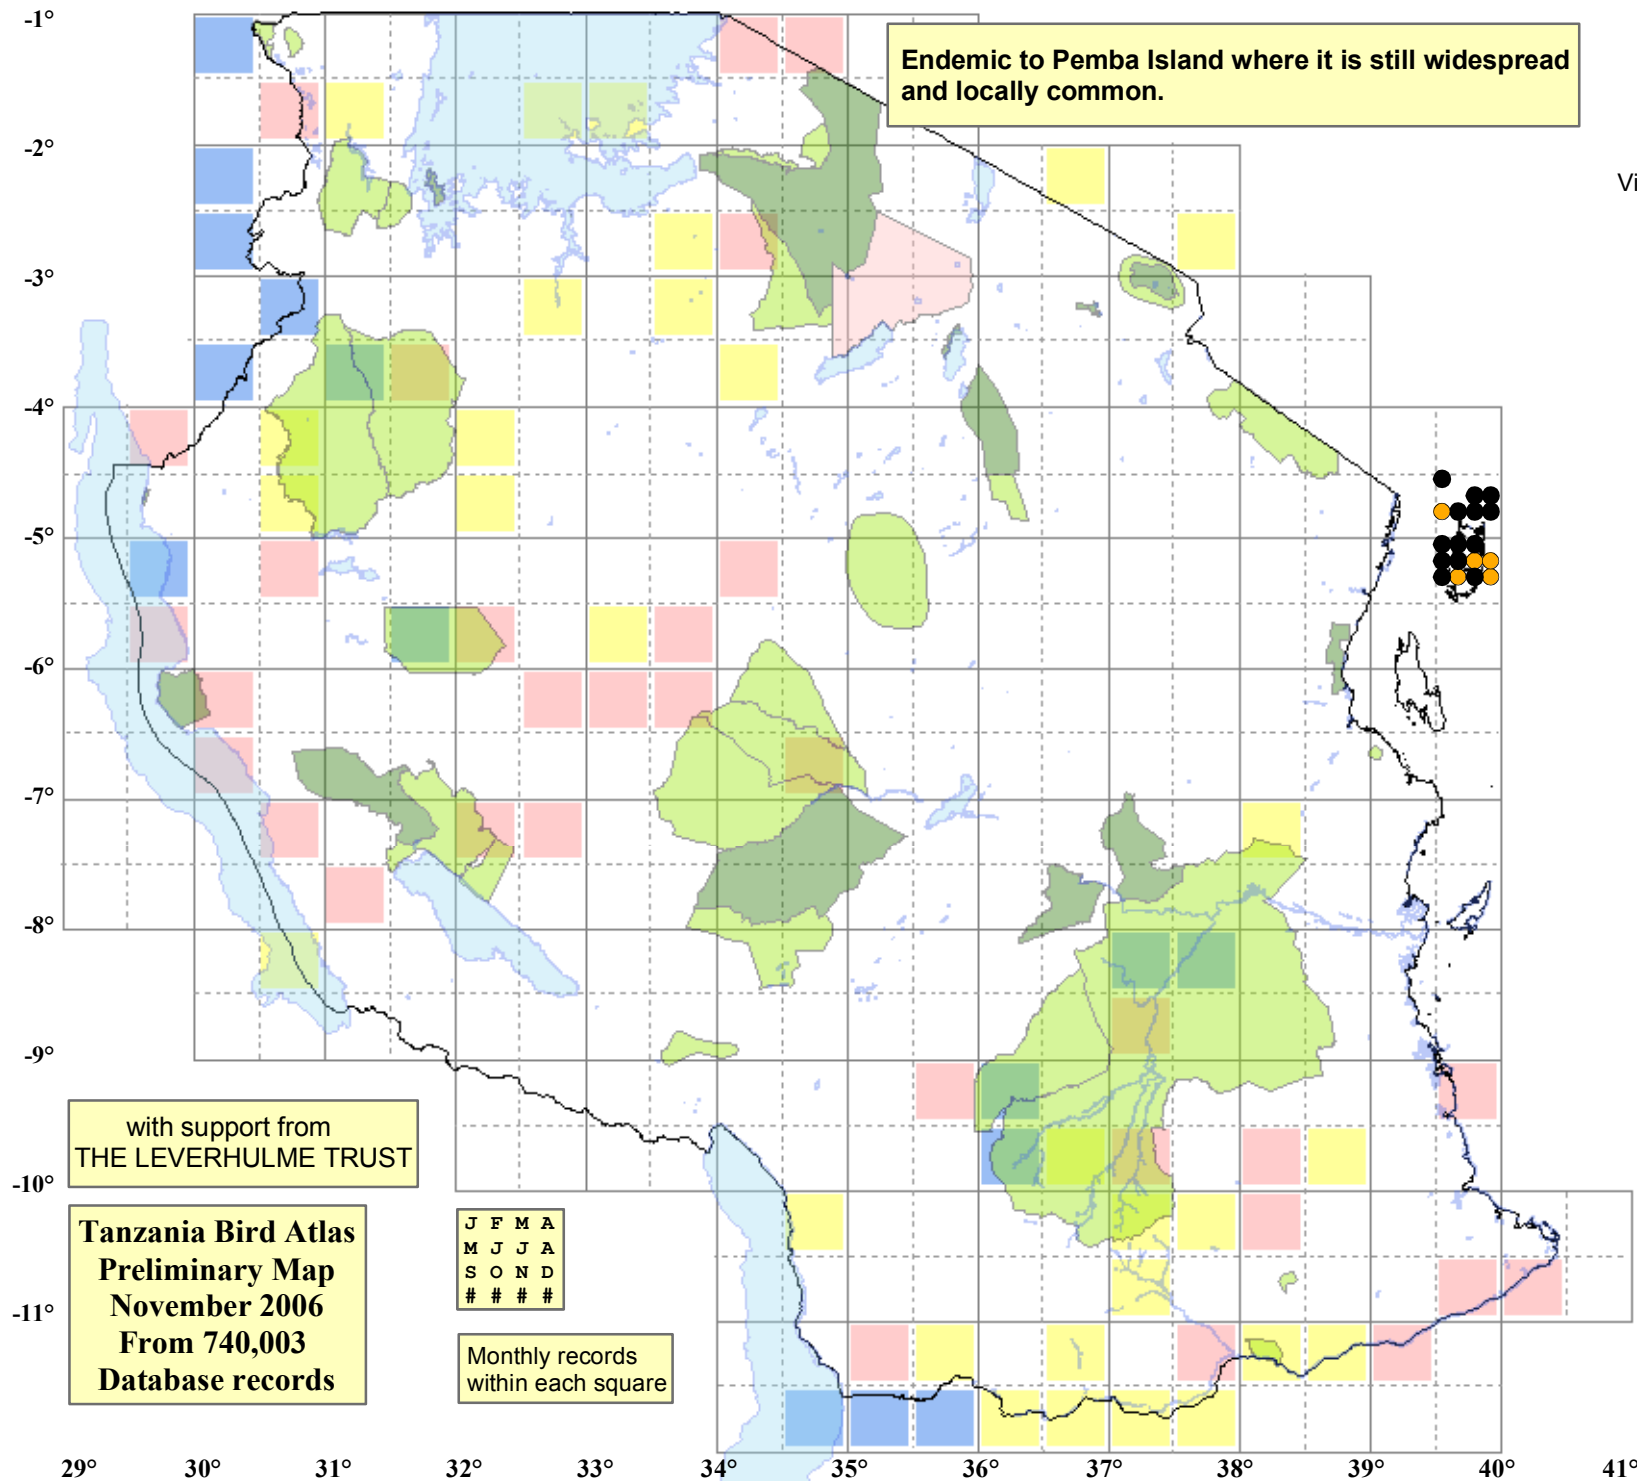 -1°
Endemic to Pemba Island where it is still widespread
and locally common.
-2°
Vi
-3°
-4°
-5°
-6°
-7°
-8°
-9°
with support from
THE LEVERHULME TRUST
-10°
Tanzania Bird Atlas
Preliminary Map
November 2006
From 740,003
Database records
J F M A
M J J A
S O N D
# # # #
-11°
Monthly records
within each square
29° 30° 31° 32° 33° 34° 35° 36° 37° 38° 39° 40° 41°